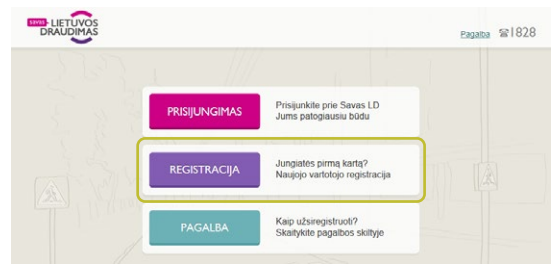 savas LIETUVOS
DRAUDIMAS
Pagalba ☎1828
PRISIJUNGIMAS
Prisijunkite prie Savas LD
Jums patogiausiu būdu
REGISTRACIJA
Jungiatės pirmą kartą?
Naujojo vartotojo registracija
PAGALBA
Kaip užsiregistruoti?
Skaitykite pagalbos skiltyje